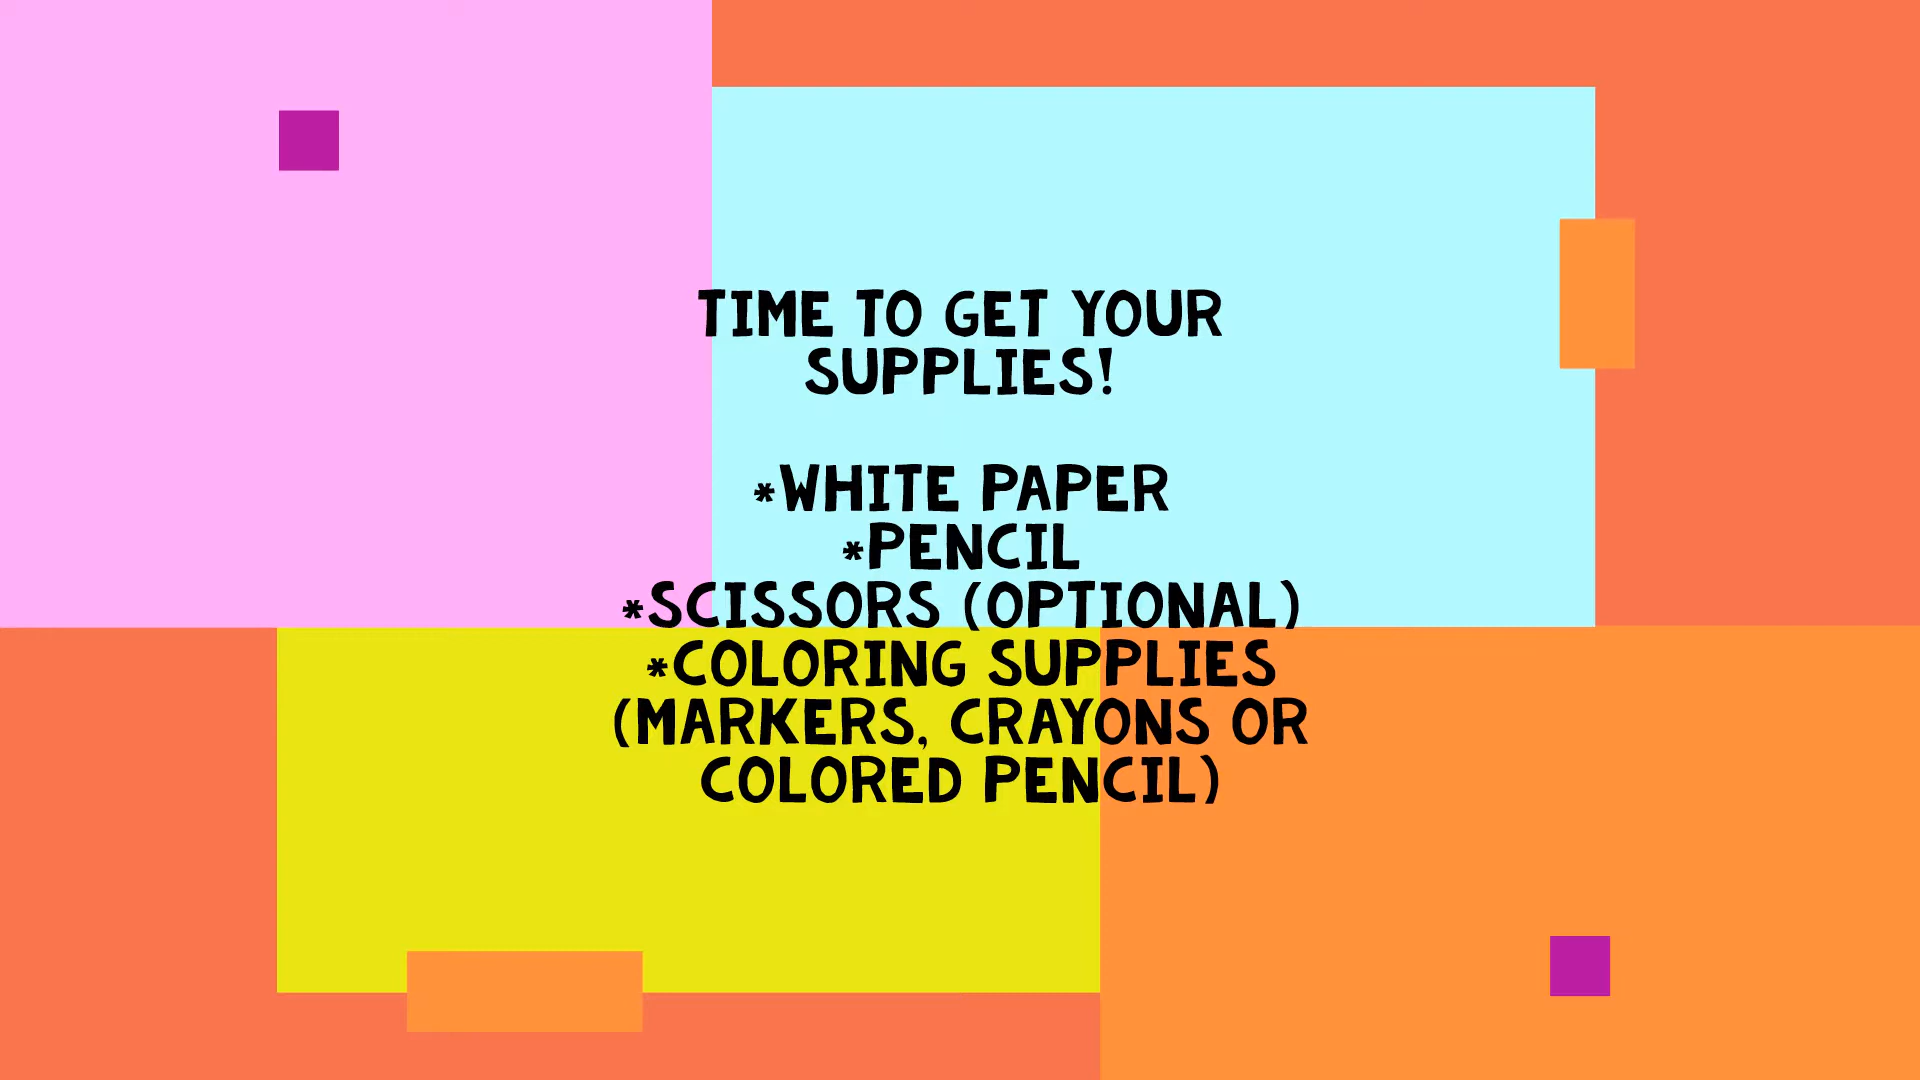 TIME TO GET YOUR
SUPPLIES!
*WHITE PAPER
*PENCIL
*SCISSORS (OPTIONAL)
*COLORING SUPPLIES
(MARKERS, CRAYONS OR
COLORED PENCIL)